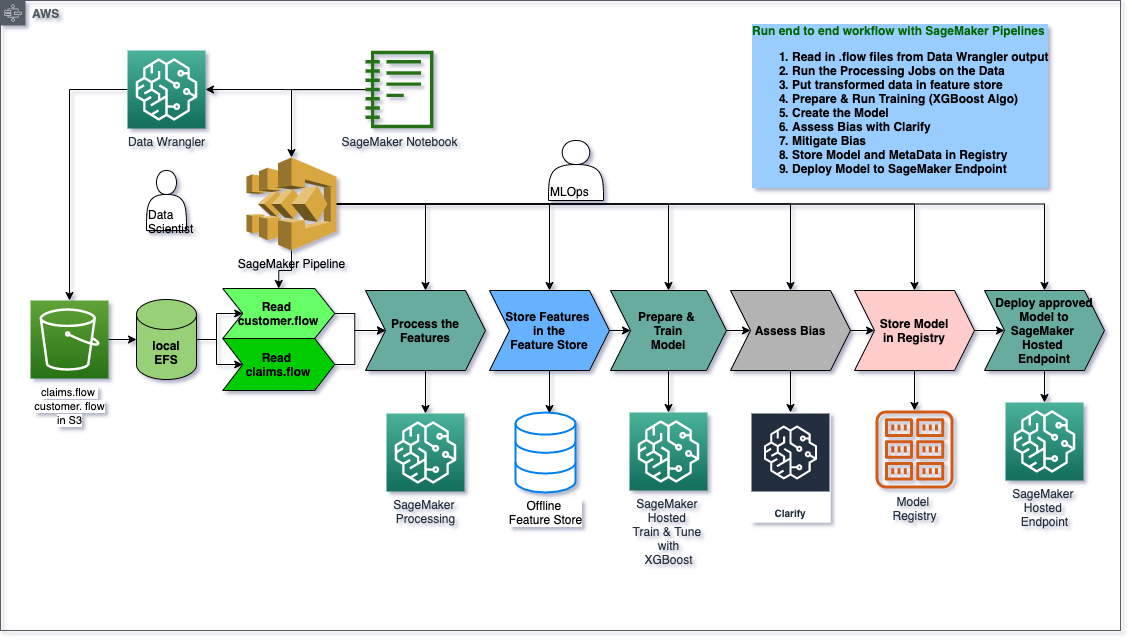 AWS
Run end to end workflow with SageMaker Pipelines
1. Read in .flow files from Data Wrangler output
2. Run the Processing Jobs on the Data
3. Put transformed data in feature store
4. Prepare & Run Training (XGBoost Algo)
5. Create the Model
6. Assess Bias with Clarify
7. Mitigate Bias
8. Store Model and MetaData in Registry
9. Deploy Model to SageMaker Endpoint
Data Wrangler
SageMaker Notebook
MLOps
Data
Scientist
SageMaker Pipeline
claims.flow
customer. flow
in S3
local
EFS
Read
customer.flow
Read
claims.flow
Process the
Features
Store Features
in the
Feature Store
Prepare &
Train
Model
Assess Bias
Store Model
in Registry
Deploy approved
Model to
SageMaker
Hosted
Endpoint
SageMaker
Processing
Offline
Feature Store
SageMaker
Hosted
Train & Tune
with
XGBoost
Clarify
Model
Registry
SageMaker
Hosted
Endpoint